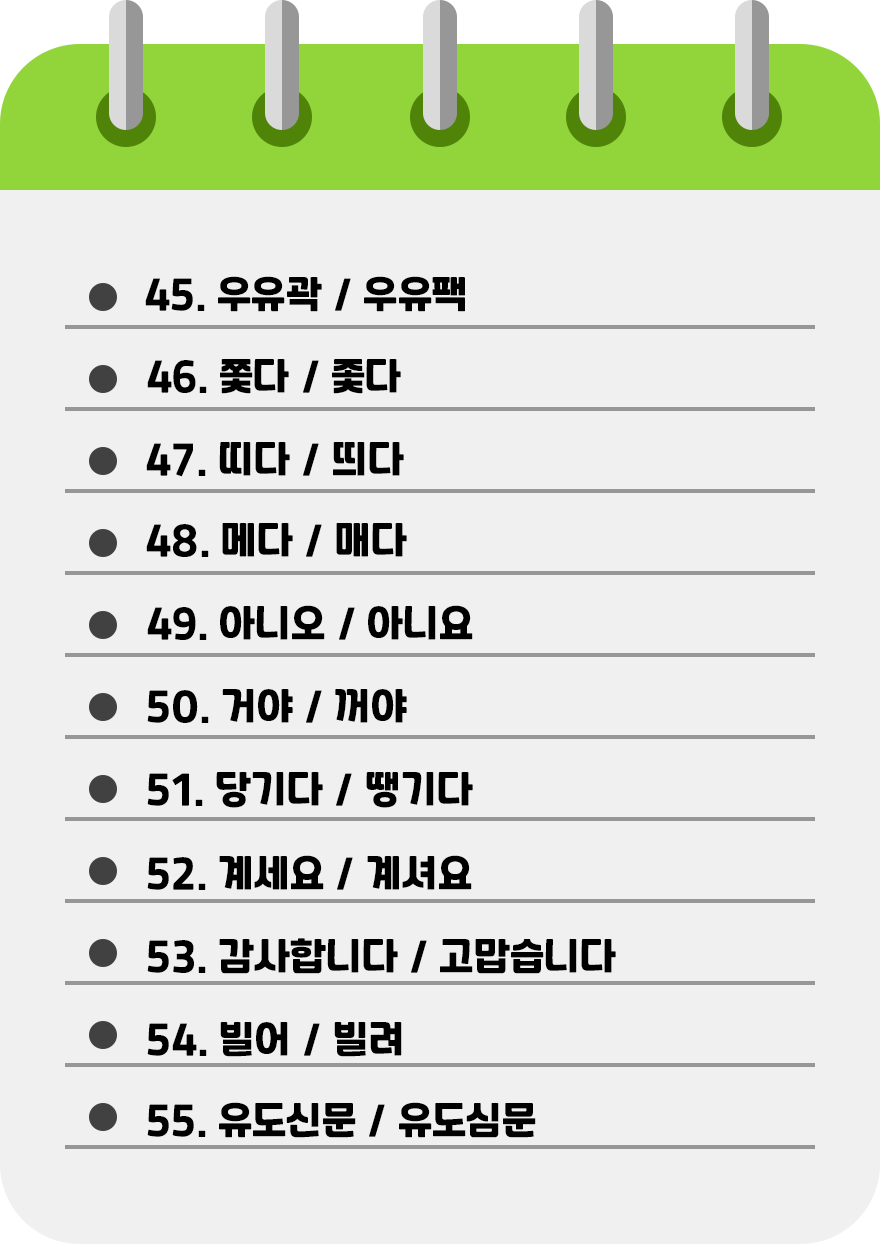 45. 우유곽 / 우유팩
46. 쫓다 / 좇다
47. 띠다 / 띄다
48. 메다 / 매다
49. 아니오 / 아니요
50. 거야 / 꺼야
51. 당기다 / 땡기다
52. 계세요 / 계셔요
53. 감사합니다 / 고맙습니다
54. 빌어 / 빌려
55. 유도신문 / 유도심문